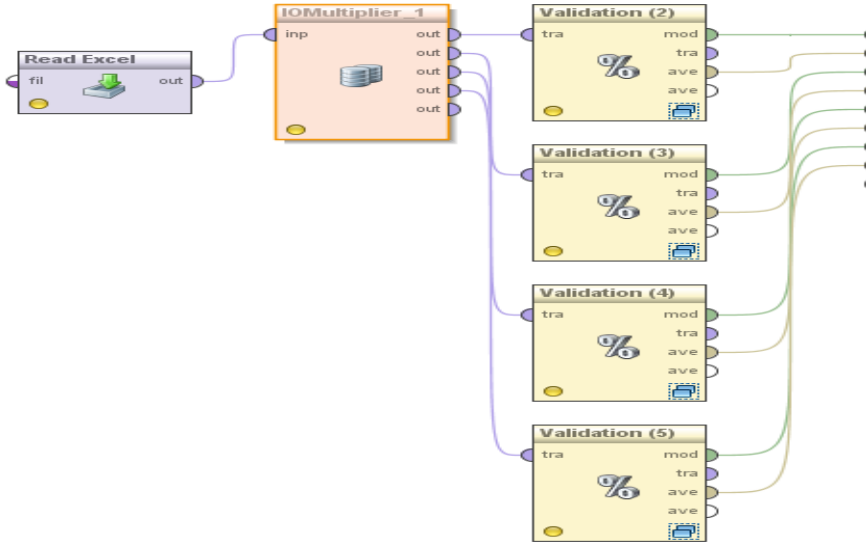 Read Excel
fil
out
IOMultiplier_1
inp
out
out
out
out
out
Validation (2)
tra
mod
tra
ave
ave
Validation (3)
tra
mod
tra
ave
ave
Validation (4)
tra
mod
tra
ave
ave
Validation (5)
tra
mod
tra
ave
ave